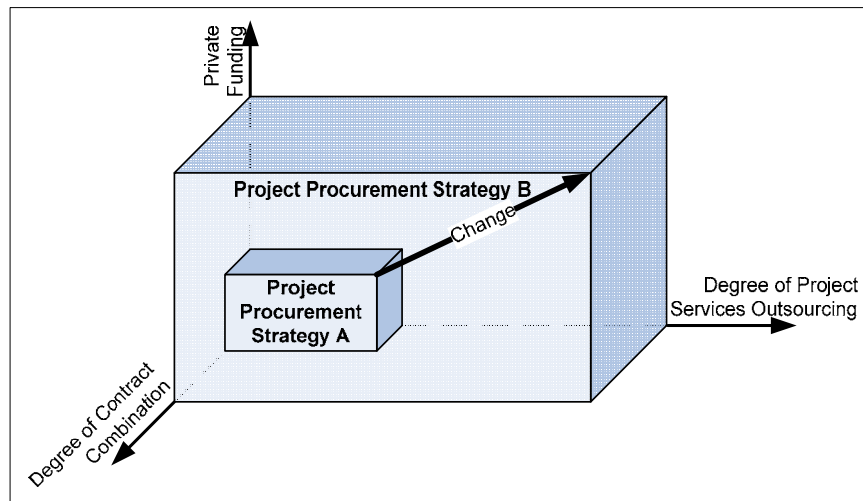 Private
Funding
Project Procurement Strategy B
Change
Project
Procurement
Strategy A
Degree of Project
Services Outsourcing
Degree of Contract
Combination